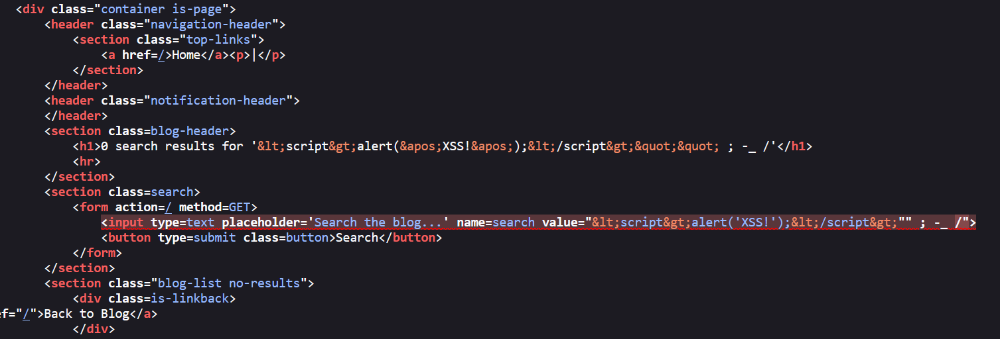 <div class="container is-page">
<header class="navigation-header">
<section class="top-links">
<a href=/>Home</a><p>|</p>
</section>
</header>
<header class="notification-header">
</header>
<section class=blog-header>
<h1>0 search results for '&lt;script&gt;alert(&apos;XSS!&apos;);&lt;/script&gt;&quot;&quot; ; -_ /'</h1>
<hr>
</section>
<section class=search>
<form action=/ method=GET>
<input type=text placeholder='Search the blog...' name=search value="&lt;script&gt;alert('XSS!');&lt;/script&gt;"" ; -_ /">
<button type=submit class=button>Search</button>
</form>
</section>
<section class="blog-list no-results">
<div class=is-linkback>
ef="/">Back to Blog</a>
</div>